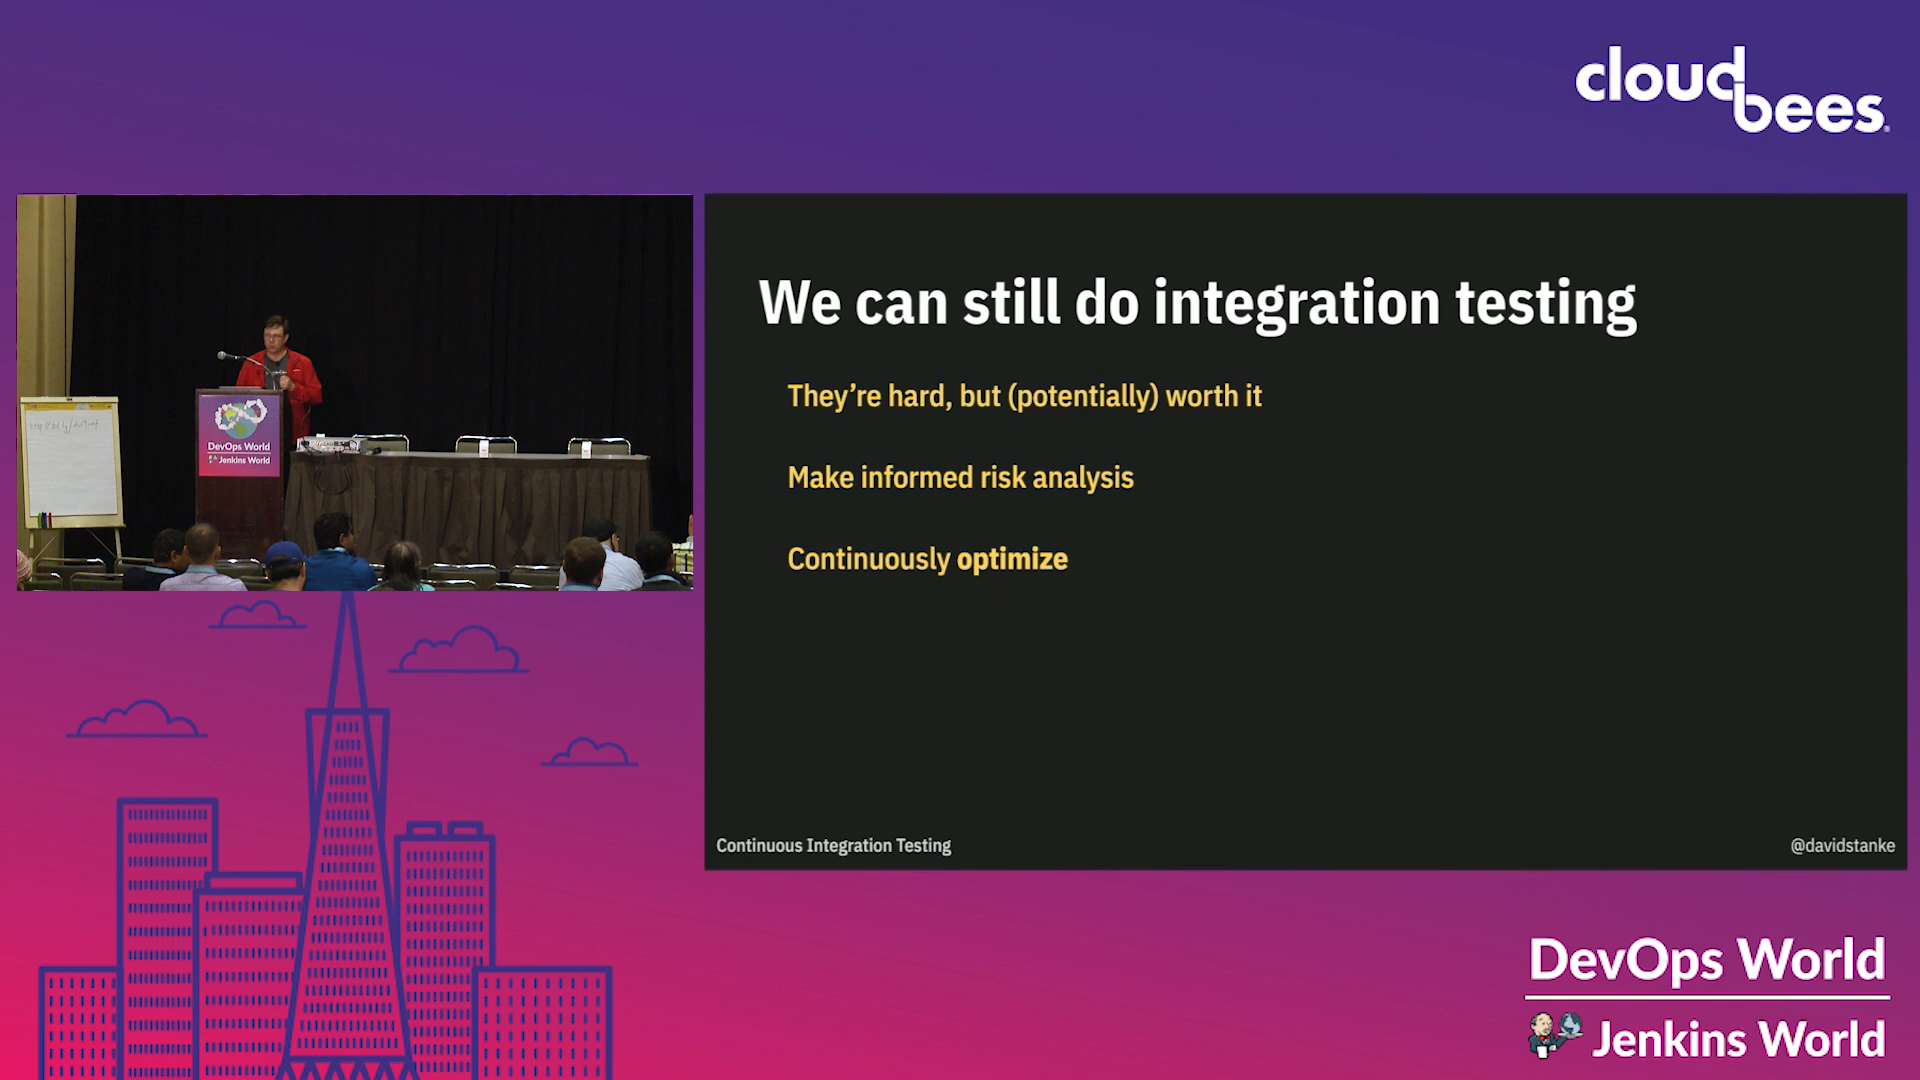 cloudbees
We can still do integration testing
They're hard, but (potentially) worth it
Make informed risk analysis
Continuously optimize
Continuous Integration Testing
@davidstanke
DevOps World
Jenkins World
DevOps World
Jenkins World